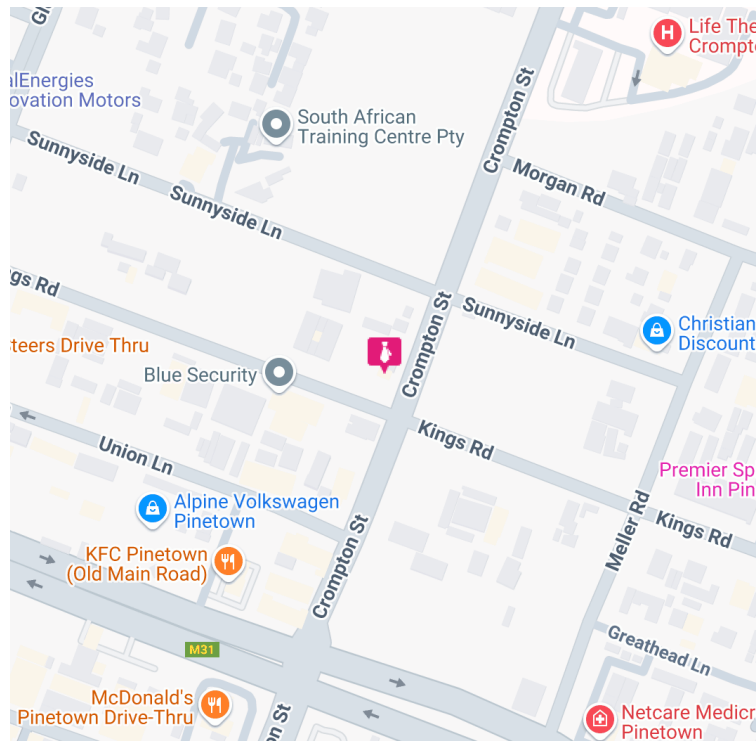 Life The
Crompto
alEnergies
ovation Motors
Crompton St
South African
Training Centre Pty
Sunnyside Ln
Sunnyside Ln
Morgan Rd
ngs Rd
Crompton St
Sunnyside Ln
Christian
Discount
steers Drive Thru
Blue Security
Kings Rd
Union Ln
Premier Sp
Inn Pin
Alpine Volkswagen
Pinetown
Meller Rd
Kings Rd
KFC Pinetown
(Old Main Road)
Crompton St
M31
Greathead Ln
McDonald's
Pinetown Drive-Thru
on St
Netcare Medicr
Pinetown